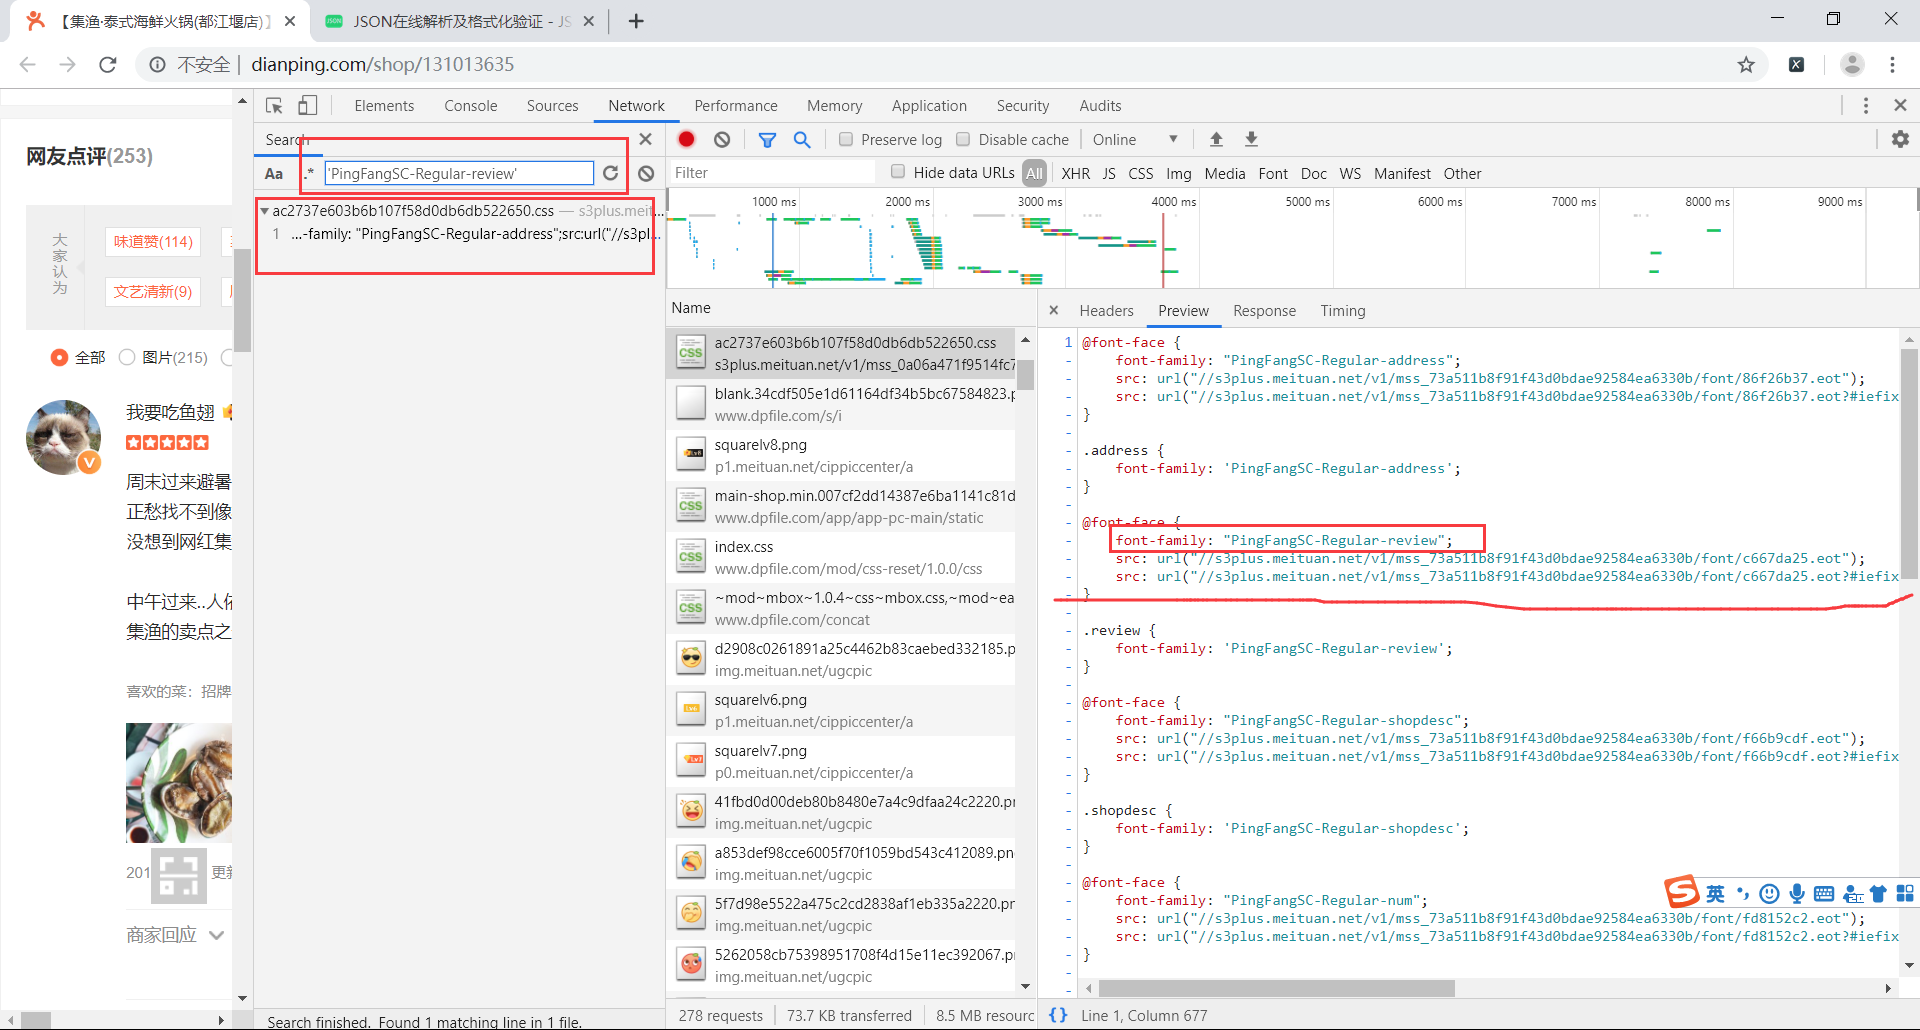 【集渔·泰式海鲜火锅(都江堰店)】
JSON在线解析及格式化验证 - JS
不安全 | dianping.com/shop/131013635
网友点评(253)
大家认为
味道赞(114)
文艺清新(9)
全部 图片(215)
我要吃鱼翅
V
周末过来避暑
正愁找不到像
没想到网红集
中午过来..人依
集渔的卖点之
喜欢的菜：招牌
201 更新
商家回应
Elements Console Sources Network Performance Memory Application Security Audits
Search
Aa .* 'PingFangSC-Regular-review'
ac2737e603b6b107f58d0db6db522650.css — s3plus.meit...
1 ...-family: "PingFangSC-Regular-address";src:url("//s3pl...
Search finished. Found 1 matching line in 1 file.
Preserve log Disable cache Online
Filter Hide data URLs All XHR JS CSS Img Media Font Doc WS Manifest Other
1000 ms 2000 ms 3000 ms 4000 ms 5000 ms 6000 ms 7000 ms 8000 ms 9000 ms
Name
ac2737e603b6b107f58d0db6db522650.css
s3plus.meituan.net/v1/mss_0a06a471f9514fc7
blank.34cdf505e1d61164df34b5bc67584823.p
www.dpfile.com/s/i
squarelv8.png
p1.meituan.net/cippiccenter/a
main-shop.min.007cf2dd14387e6ba1141c81d
www.dpfile.com/app/app-pc-main/static
index.css
www.dpfile.com/mod/css-reset/1.0.0/css
~mod~mbox~1.0.4~css~mbox.css,~mod~ea
www.dpfile.com/concat
d2908c0261891a25c4462b83caebed332185.p
img.meituan.net/ugcpic
squarelv6.png
p1.meituan.net/cippiccenter/a
squarelv7.png
p0.meituan.net/cippiccenter/a
41fbd0d00deb80b8480e7a4c9dfaa24c2220.pr
img.meituan.net/ugcpic
a853def98cce6005f70f1059bd543c412089.pn
img.meituan.net/ugcpic
5f7d98e5522a475c2cd2838af1eb335a2220.pr
img.meituan.net/ugcpic
5262058cb75398951708f4d15e11ec392067.pr
img.meituan.net/ugcpic
278 requests 73.7 KB transferred 8.5 MB resourc
Headers Preview Response Timing
1 @font-face {
- font-family: "PingFangSC-Regular-address";
- src: url("//s3plus.meituan.net/v1/mss_73a511b8f91f43d0bdae92584ea6330b/font/86f26b37.eot");
- src: url("//s3plus.meituan.net/v1/mss_73a511b8f91f43d0bdae92584ea6330b/font/86f26b37.eot?#iefix
- }
-
- .address {
- font-family: 'PingFangSC-Regular-address';
- }
-
- @font-face {
- font-family: "PingFangSC-Regular-review";
- src: url("//s3plus.meituan.net/v1/mss_73a511b8f91f43d0bdae92584ea6330b/font/c667da25.eot");
- src: url("//s3plus.meituan.net/v1/mss_73a511b8f91f43d0bdae92584ea6330b/font/c667da25.eot?#iefix
- }
-
- .review {
- font-family: 'PingFangSC-Regular-review';
- }
-
- @font-face {
- font-family: "PingFangSC-Regular-shopdesc";
- src: url("//s3plus.meituan.net/v1/mss_73a511b8f91f43d0bdae92584ea6330b/font/f66b9cdf.eot");
- src: url("//s3plus.meituan.net/v1/mss_73a511b8f91f43d0bdae92584ea6330b/font/f66b9cdf.eot?#iefix
- }
-
- .shopdesc {
- font-family: 'PingFangSC-Regular-shopdesc';
- }
-
- @font-face {
- font-family: "PingFangSC-Regular-num";
- src: url("//s3plus.meituan.net/v1/mss_73a511b8f91f43d0bdae92584ea6330b/font/fd8152c2.eot");
- src: url("//s3plus.meituan.net/v1/mss_73a511b8f91f43d0bdae92584ea6330b/font/fd8152c2.eot?#iefix
- }
-
-
{} Line 1, Column 677
英